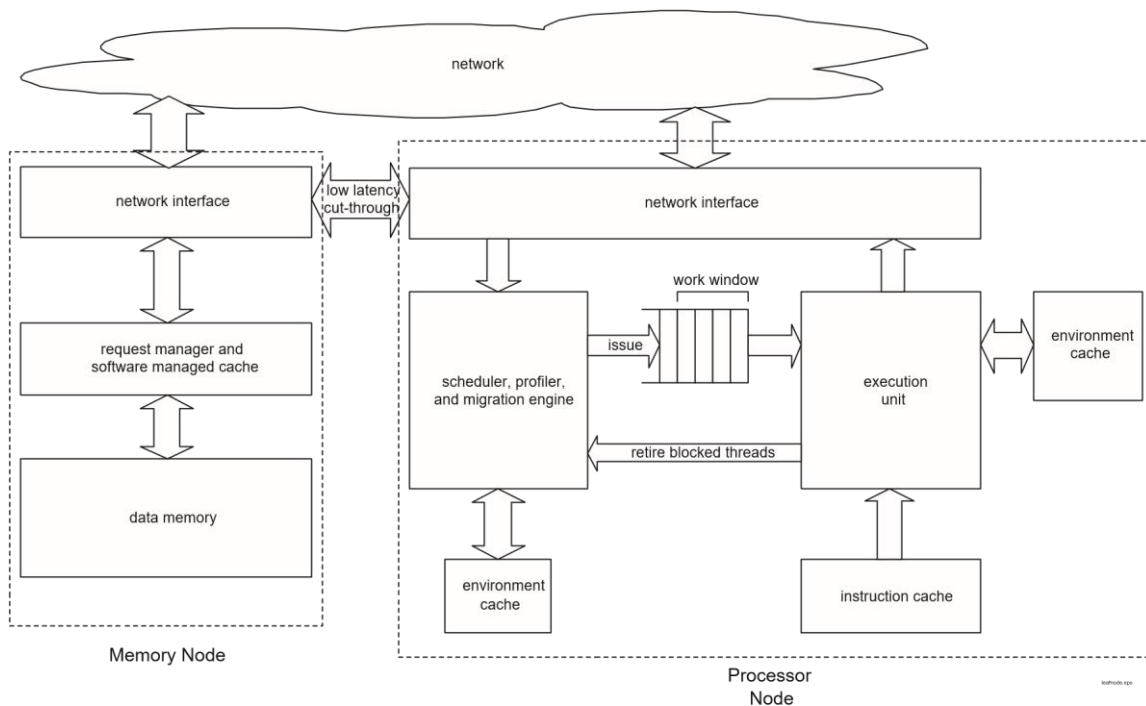 network
network interface
low latency
cut-through
network interface
work window
request manager and
software managed cache
issue
scheduler, profiler,
and migration engine
execution
unit
environment
cache
retire blocked threads
data memory
environment
cache
instruction cache
Memory Node
Processor
Node
leafnode.eps